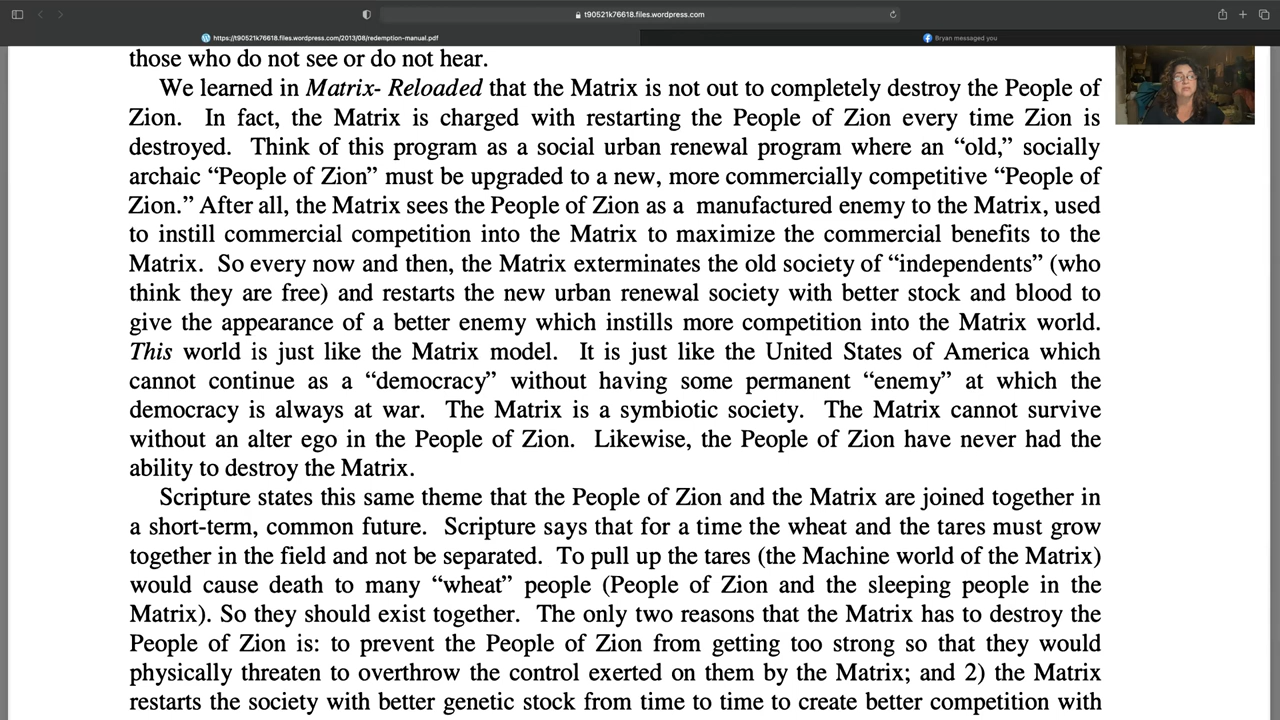 t90521k76618.files.wordpress.com
https://t90521k76618.files.wordpress.com/2013/08/redemption-manual.pdf
Bryan messaged you
those who do not see or do not hear.
We learned in Matrix- Reloaded that the Matrix is not out to completely destroy the People of
Zion. In fact, the Matrix is charged with restarting the People of Zion every time Zion is
destroyed. Think of this program as a social urban renewal program where an “old,” socially
archaic “People of Zion” must be upgraded to a new, more commercially competitive “People of
Zion.” After all, the Matrix sees the People of Zion as a manufactured enemy to the Matrix, used
to instill commercial competition into the Matrix to maximize the commercial benefits to the
Matrix. So every now and then, the Matrix exterminates the old society of “independents” (who
think they are free) and restarts the new urban renewal society with better stock and blood to
give the appearance of a better enemy which instills more competition into the Matrix world.
This world is just like the Matrix model. It is just like the United States of America which
cannot continue as a “democracy” without having some permanent “enemy” at which the
democracy is always at war. The Matrix is a symbiotic society. The Matrix cannot survive
without an alter ego in the People of Zion. Likewise, the People of Zion have never had the
ability to destroy the Matrix.
Scripture states this same theme that the People of Zion and the Matrix are joined together in
a short-term, common future. Scripture says that for a time the wheat and the tares must grow
together in the field and not be separated. To pull up the tares (the Machine world of the Matrix)
would cause death to many “wheat” people (People of Zion and the sleeping people in the
Matrix). So they should exist together. The only two reasons that the Matrix has to destroy the
People of Zion is: to prevent the People of Zion from getting too strong so that they would
physically threaten to overthrow the control exerted on them by the Matrix; and 2) the Matrix
restarts the society with better genetic stock from time to time to create better competition with